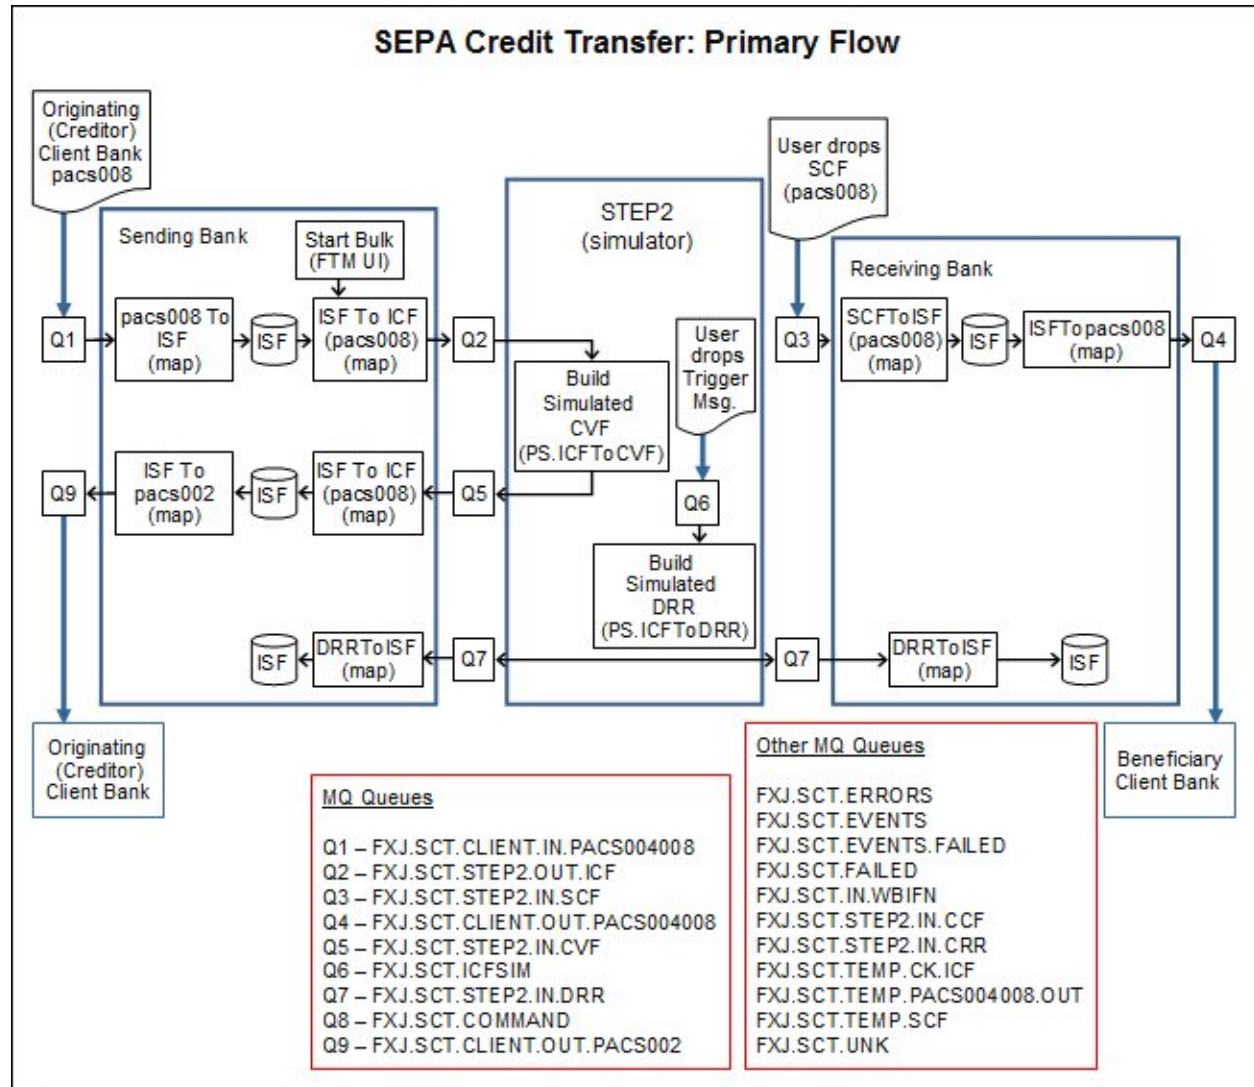 SEPA Credit Transfer: Primary Flow
Originating
(Creditor)
Client Bank
pacs008
User drops
SCF
(pacs008)
Sending Bank
Start Bulk
(FTM UI)
STEP2
(simulator)
Receiving Bank
Q1
pacs008 To
ISF
(map)
ISF
ISF To ICF
(pacs008)
(map)
Q2
Build
Simulated
CVF
(PS.ICFToCVF)
User
drops
Trigger
Msg.
Q3
SCFToISF
(pacs008)
(map)
ISF
ISFTopacs008
(map)
Q4
Q9
ISF To
pacs002
(map)
ISF
ISF To ICF
(pacs008)
(map)
Q5
Q6
Build
Simulated
DRR
(PS.ICFToDRR)
ISF
DRRToISF
(map)
Q7
Q7
DRRToISF
(map)
ISF
Originating
(Creditor)
Client Bank
MQ Queues
Q1 – FXJ.SCT.CLIENT.IN.PACS004008
Q2 – FXJ.SCT.STEP2.OUT.ICF
Q3 – FXJ.SCT.STEP2.IN.SCF
Q4 – FXJ.SCT.CLIENT.OUT.PACS004008
Q5 – FXJ.SCT.STEP2.IN.CVF
Q6 – FXJ.SCT.ICFSIM
Q7 – FXJ.SCT.STEP2.IN.DRR
Q8 – FXJ.SCT.COMMAND
Q9 – FXJ.SCT.CLIENT.OUT.PACS002
Other MQ Queues
FXJ.SCT.ERRORS
FXJ.SCT.EVENTS
FXJ.SCT.EVENTS.FAILED
FXJ.SCT.FAILED
FXJ.SCT.IN.WBIFN
FXJ.SCT.STEP2.IN.CCF
FXJ.SCT.STEP2.IN.CRR
FXJ.SCT.TEMP.CK.ICF
FXJ.SCT.TEMP.PACS004008.OUT
FXJ.SCT.TEMP.SCF
FXJ.SCT.UNK
Beneficiary
Client Bank